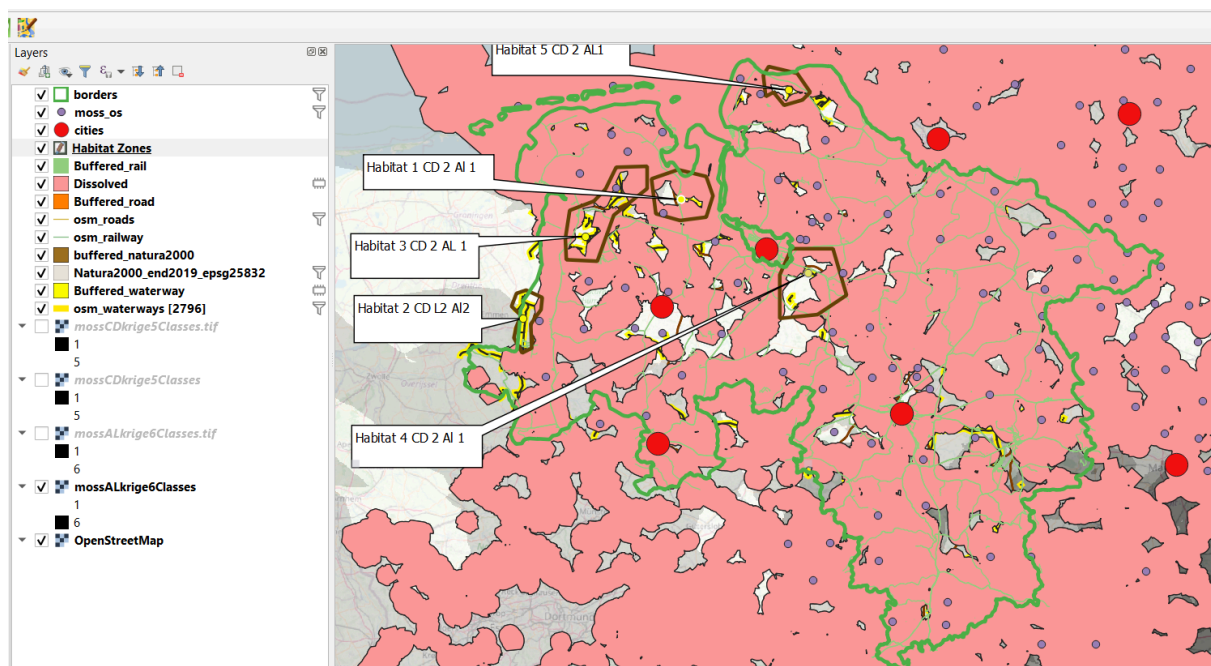 Layers
borders
moss_os
cities
Habitat Zones
Buffered_rail
Dissolved
Buffered_road
osm_roads
osm_railway
buffered_natura2000
Natura2000_end2019_epsg25832
Buffered_waterway
osm_waterways [2796]
mossCDkrige5Classes.tif
1
5
mossCDkrige5Classes
1
5
mossALkrige6Classes.tif
1
6
mossALkrige6Classes
1
6
OpenStreetMap
Habitat 5 CD 2 AL1
Habitat 1 CD 2 Al 1
Habitat 3 CD 2 AL 1
Habitat 2 CD L2 Al2
Habitat 4 CD 2 Al 1
Dortmund